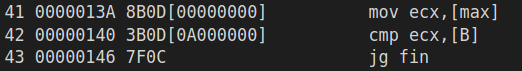 41 0000013A 8B0D[00000000] mov ecx,[max]
42 00000140 3B0D[0A000000] cmp ecx,[B]
43 00000146 7F0C jg fin